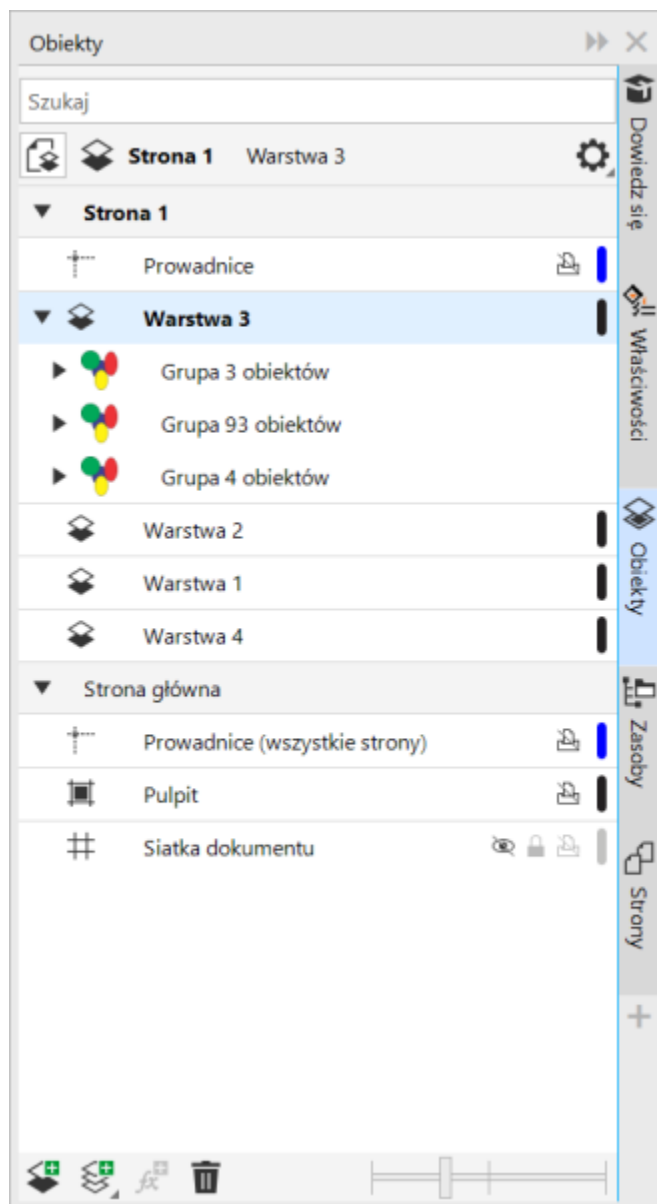 Obiekty
Szukaj
Strona 1 Warstwa 3
Strona 1
Prowadnice
Warstwa 3
Grupa 3 obiektów
Grupa 93 obiektów
Grupa 4 obiektów
Warstwa 2
Warstwa 1
Warstwa 4
Strona główna
Prowadnice (wszystkie strony)
Pulpit
Siatka dokumentu
fx
Dowiedz się
Właściwości
Obiekty
Zasoby
Strony